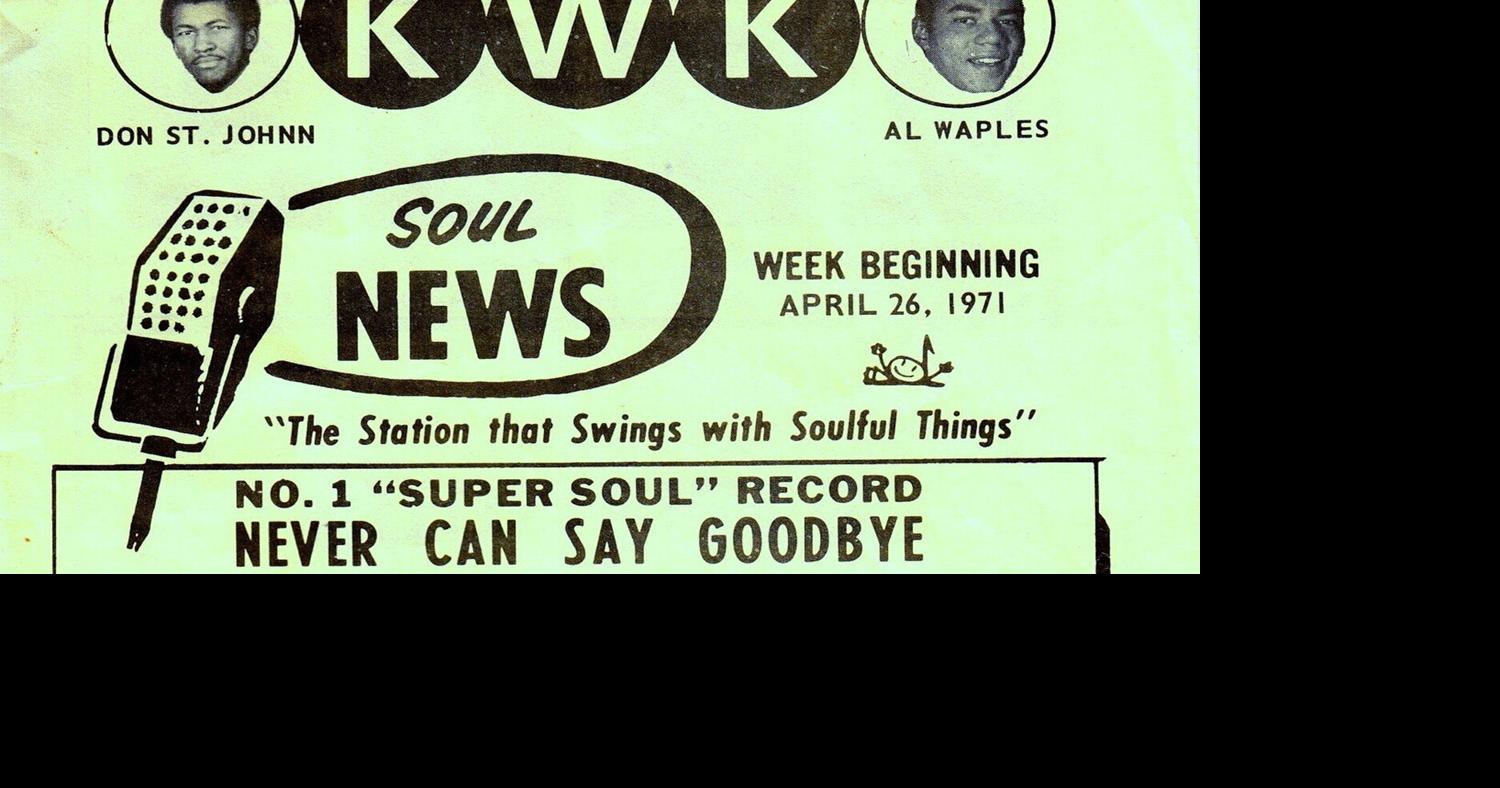 KWK
DON ST. JOHNN
AL WAPLES
SOUL
NEWS
WEEK BEGINNING
APRIL 26, 1971
"The Station that Swings with Soulful Things"
NO. 1 "SUPER SOUL" RECORD
NEVER CAN SAY GOODBYE